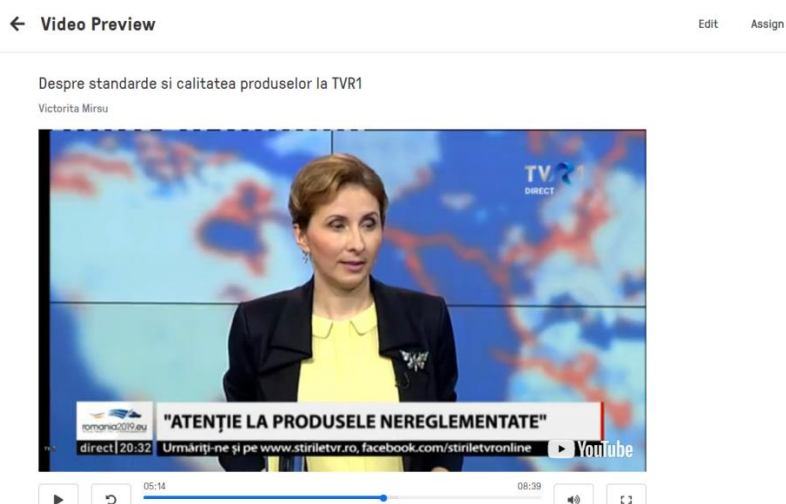 Video Preview
Edit
Assign
Despre standarde si calitatea produselor la TVR1
Victorita Mirsu
TVR1
DIRECT
romania2019.eu
"ATENȚIE LA PRODUSELE NEREGLEMENTATE"
direct 20:32 Urmăriți-ne și pe www.stiriletvr.ro, facebook.com/stiriletvronline
YouTube
05:14
08:39